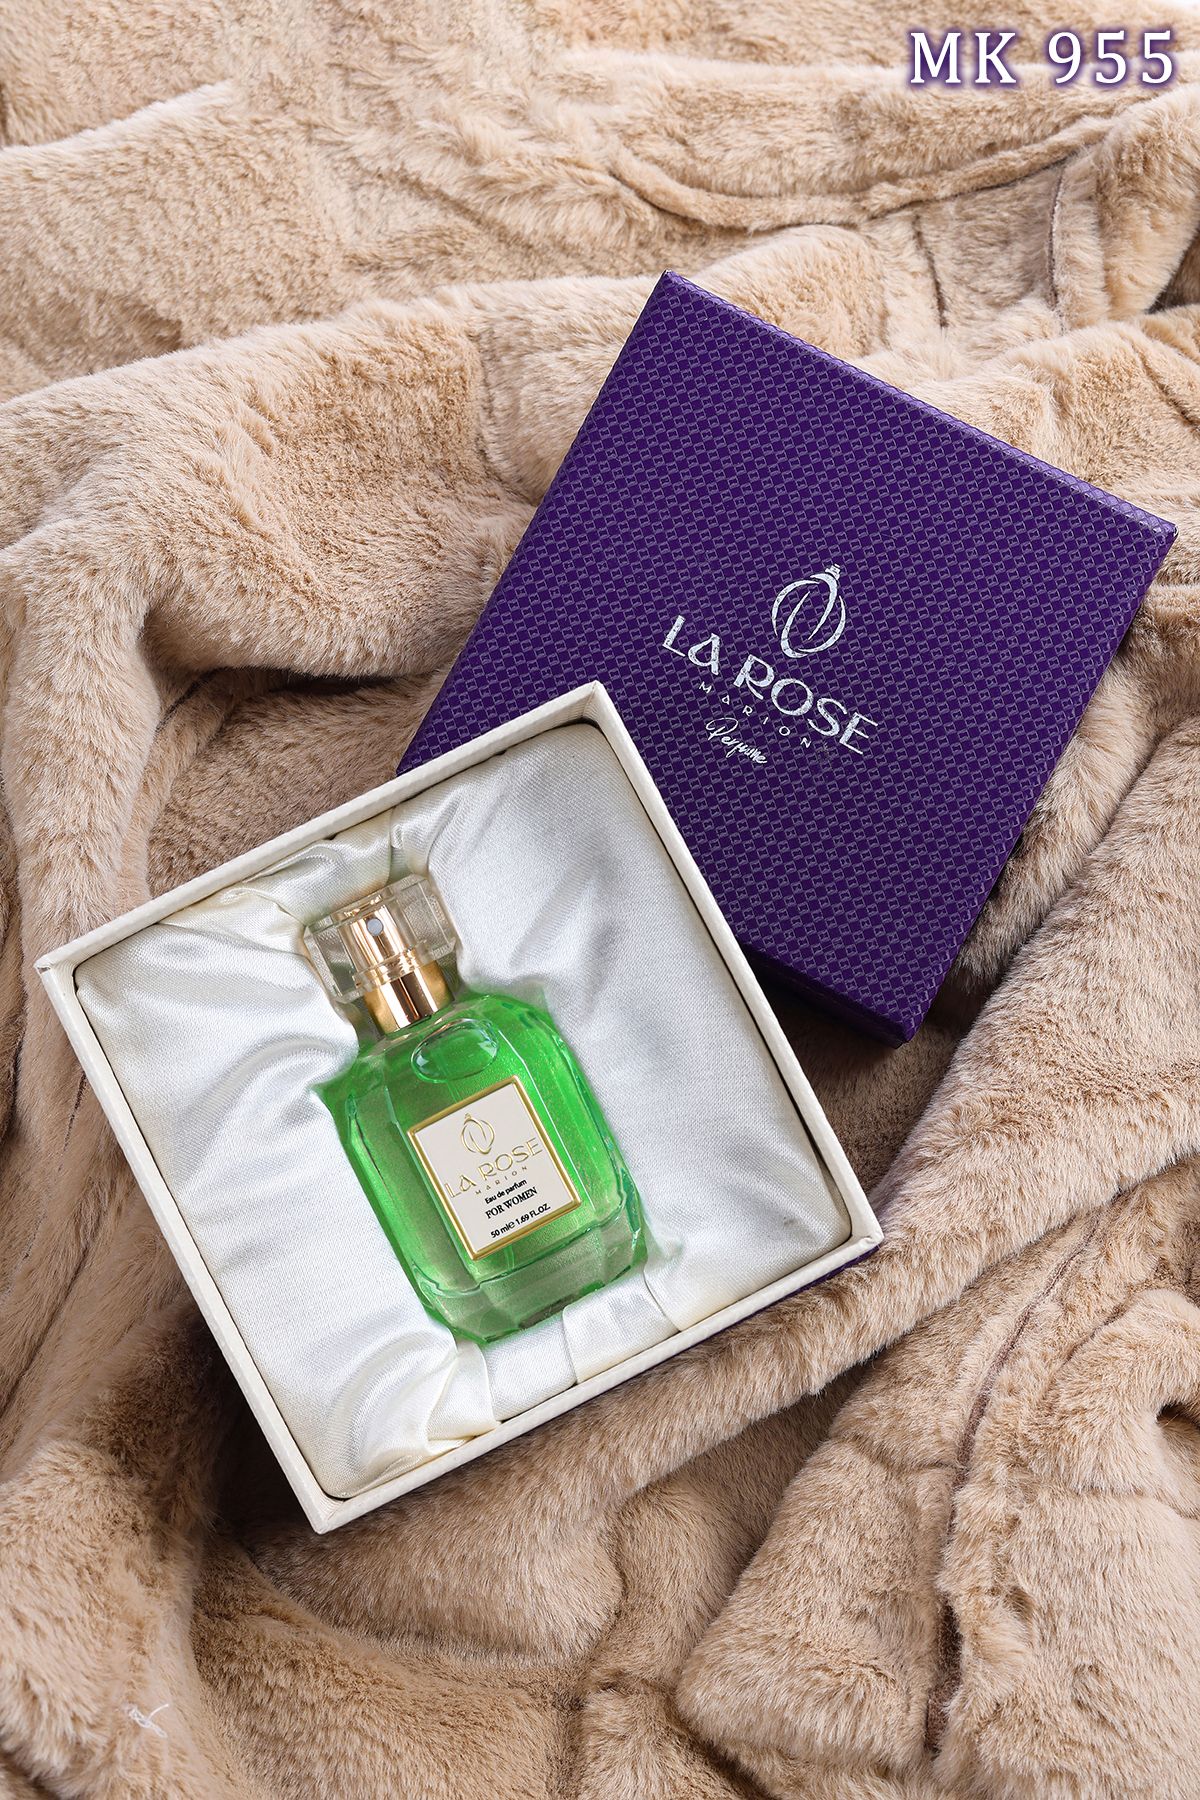 MK 955
LA ROSE
MARION
Perfume
LA ROSE
MARION
Eau de parfum
FOR WOMEN
50 ml e 1.69 FL.OZ.